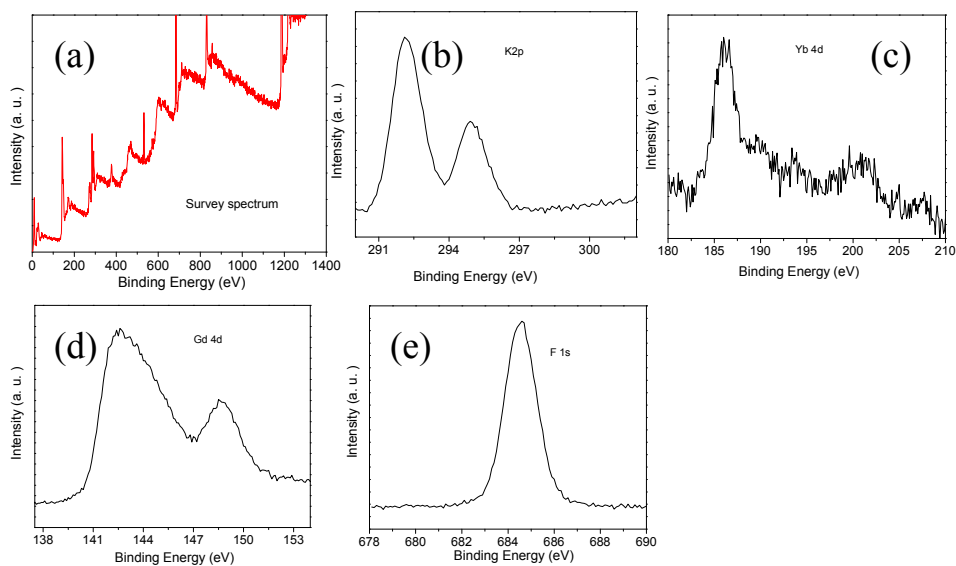 (a)
Survey spectrum
Intensity (a. u. )
0 200 400 600 800 1000 1200 1400
Binding Energy (eV)
(b)
K2p
Intensity (a. u. )
291 294 297 300
Binding Energy (eV)
(c)
Yb 4d
Intensity (a. u. )
180 185 190 195 200 205 210
Binding Energy (eV)
(d)
Gd 4d
Intensity (a. u. )
138 141 144 147 150 153
Binding Energy (eV)
(e)
F 1s
Intensity (a. u. )
678 680 682 684 686 688 690
Binding Energy (eV)